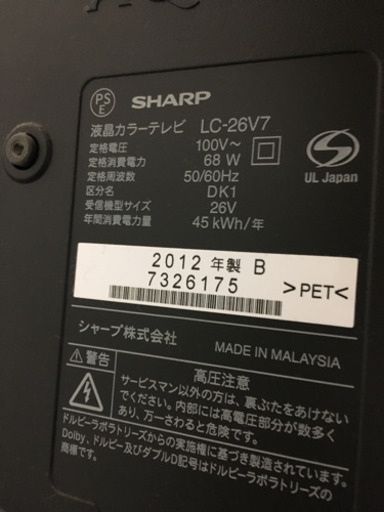 PS
E
SHARP
液晶カラーテレビ LC-26V7
定格電圧 100V~
定格消費電力 68 W
定格周波数 50/60Hz
区分名 DK1
受信機型サイズ 26V
年間消費電力量 45 kWh/年
UL Japan
2012 年製 B
7326175
>PET<
シャープ株式会社
MADE IN MALAYSIA
警告
高圧注意
サービスマン以外の方は、裏ぶたをあけない
でください。内部には高電圧部分が数多く
あり、万一さわると危険です。
ドルビーラボラトリーズからの実施権に基づき製造されています。
Dolby、ドルビー及びダブルD記号はドルビーラボラトリーズの
商標です。